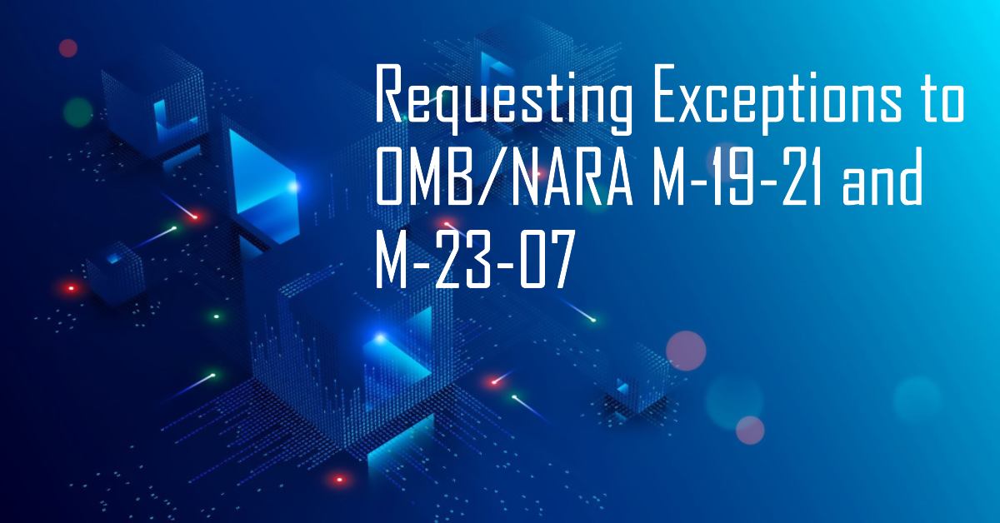 Requesting Exceptions to
OMB/NARA M-19-21 and
M-23-07